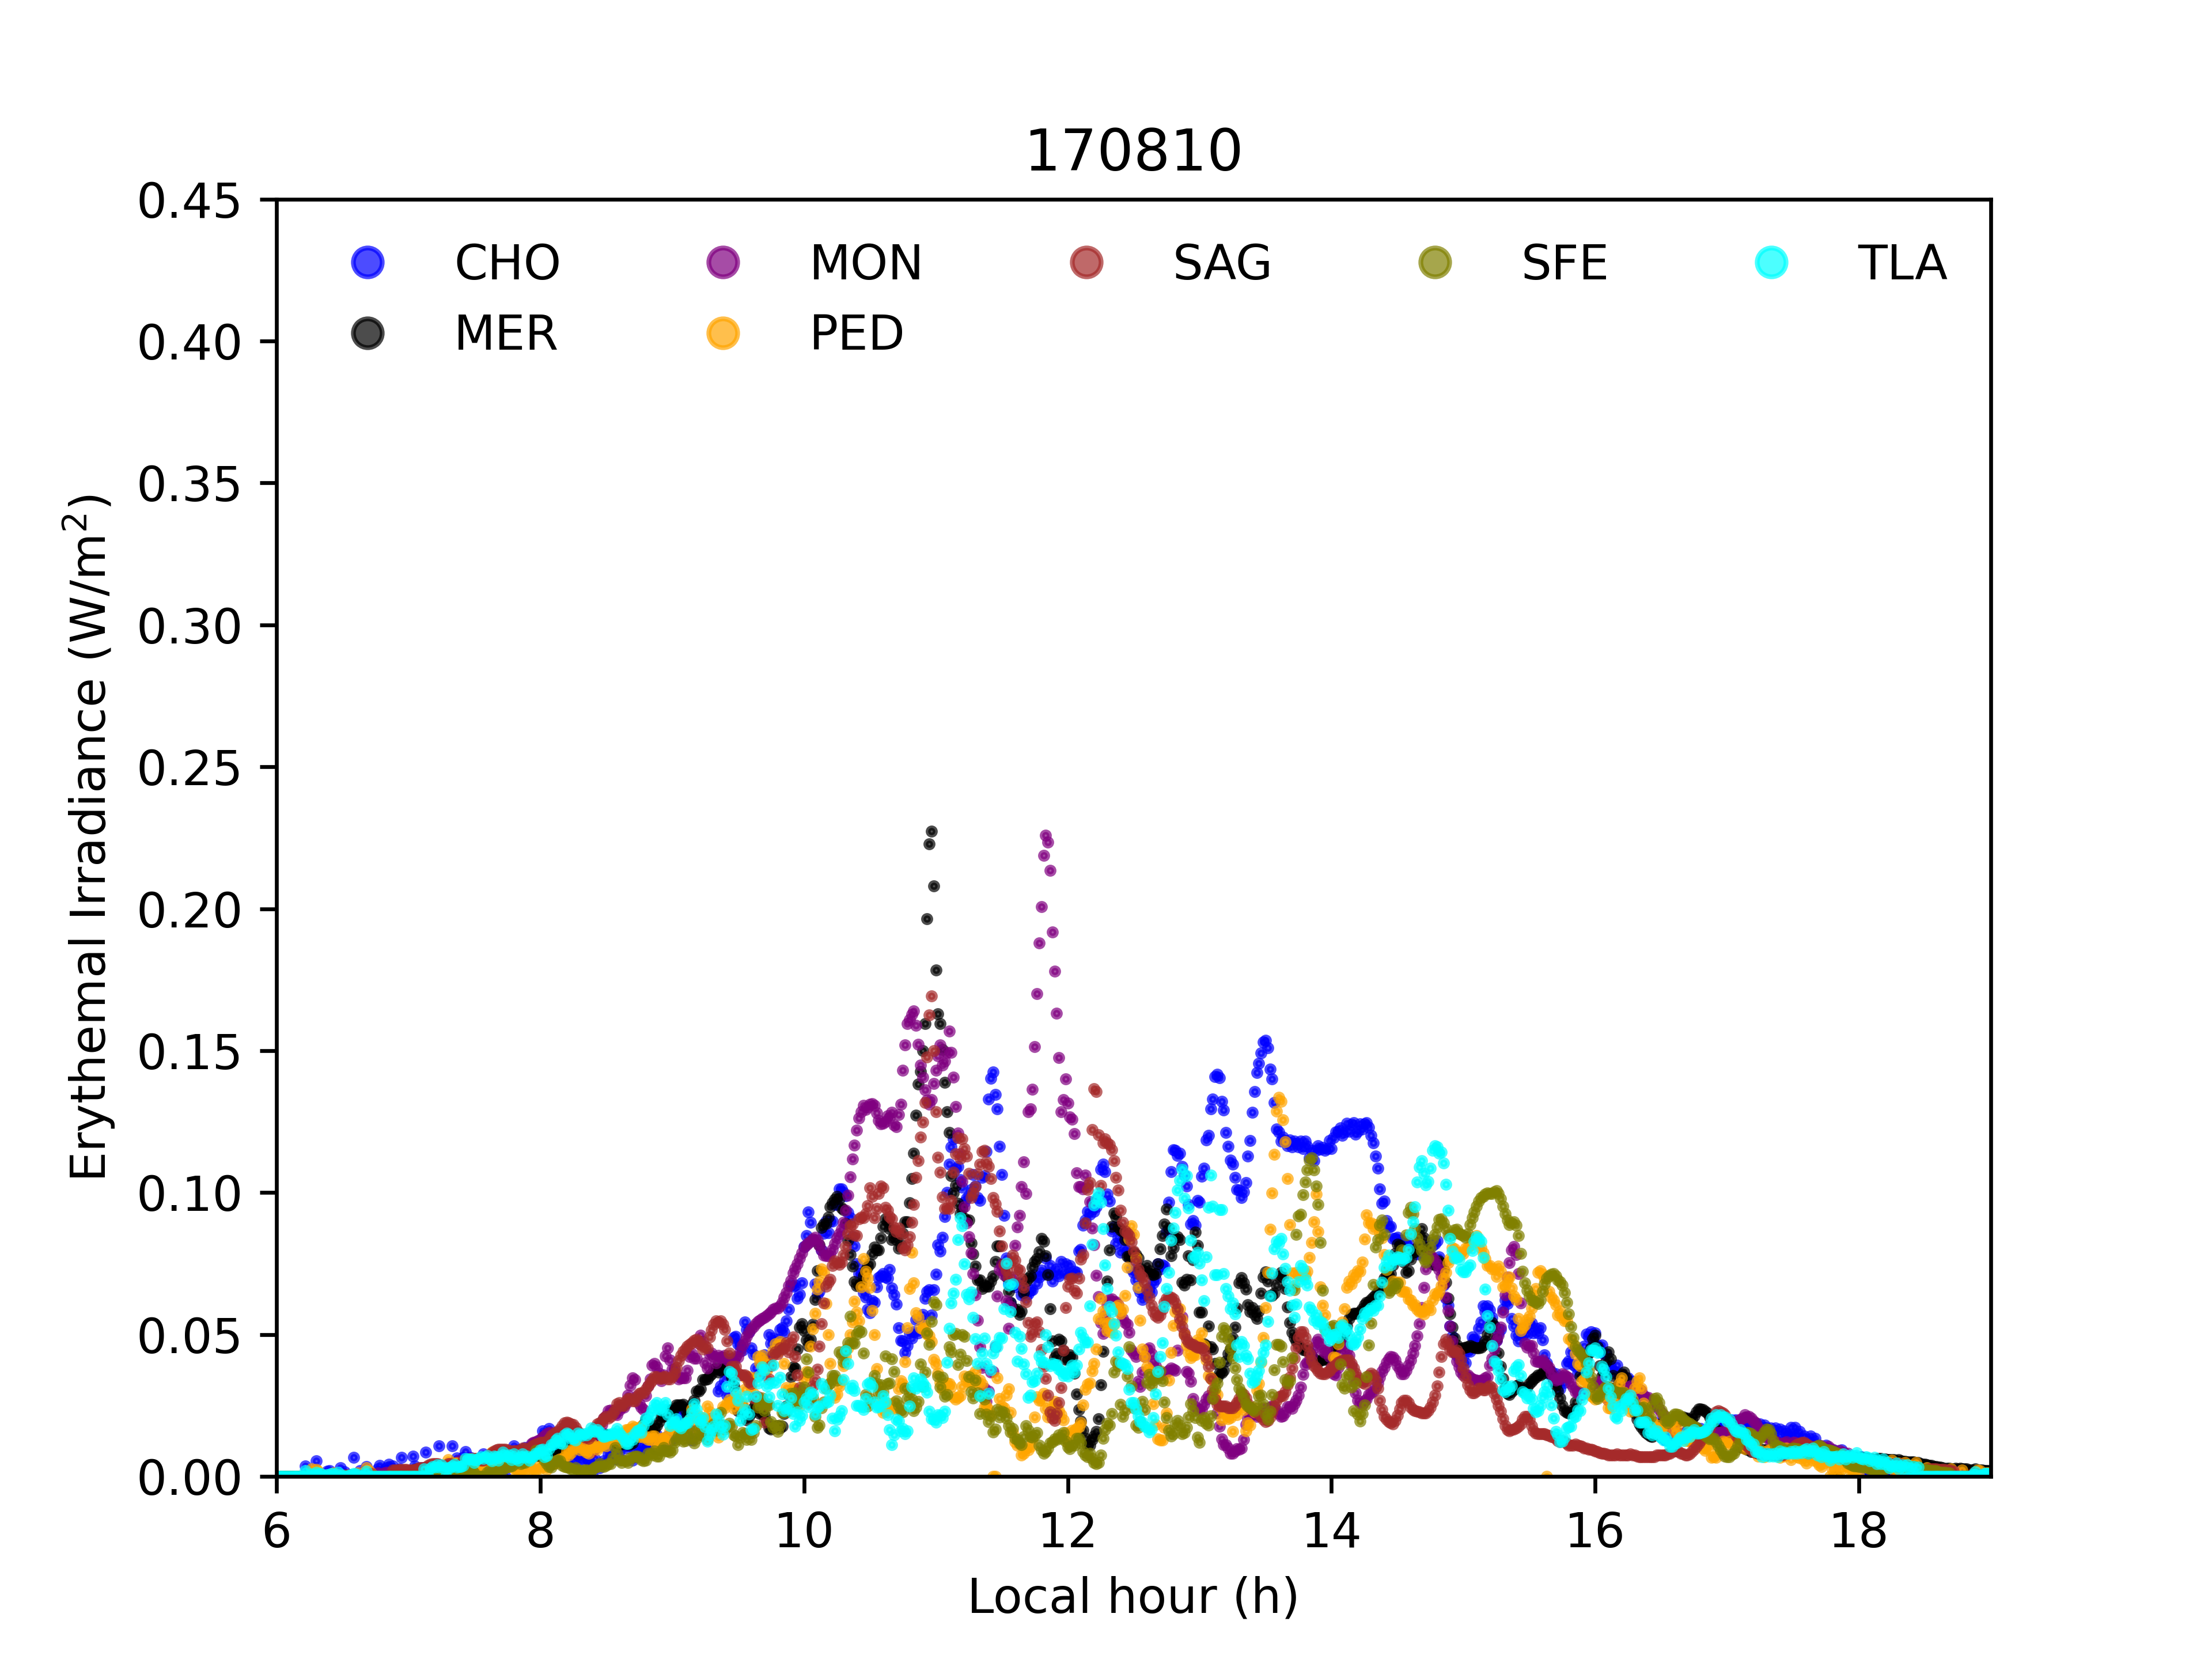 170810
0.45
0.40
0.35
0.30
0.25
0.20
0.15
0.10
0.05
0.00
Erythemal Irradiance (W/m²)
CHO MON SAG SFE TLA
MER PED
6 8 10 12 14 16 18
Local hour (h)